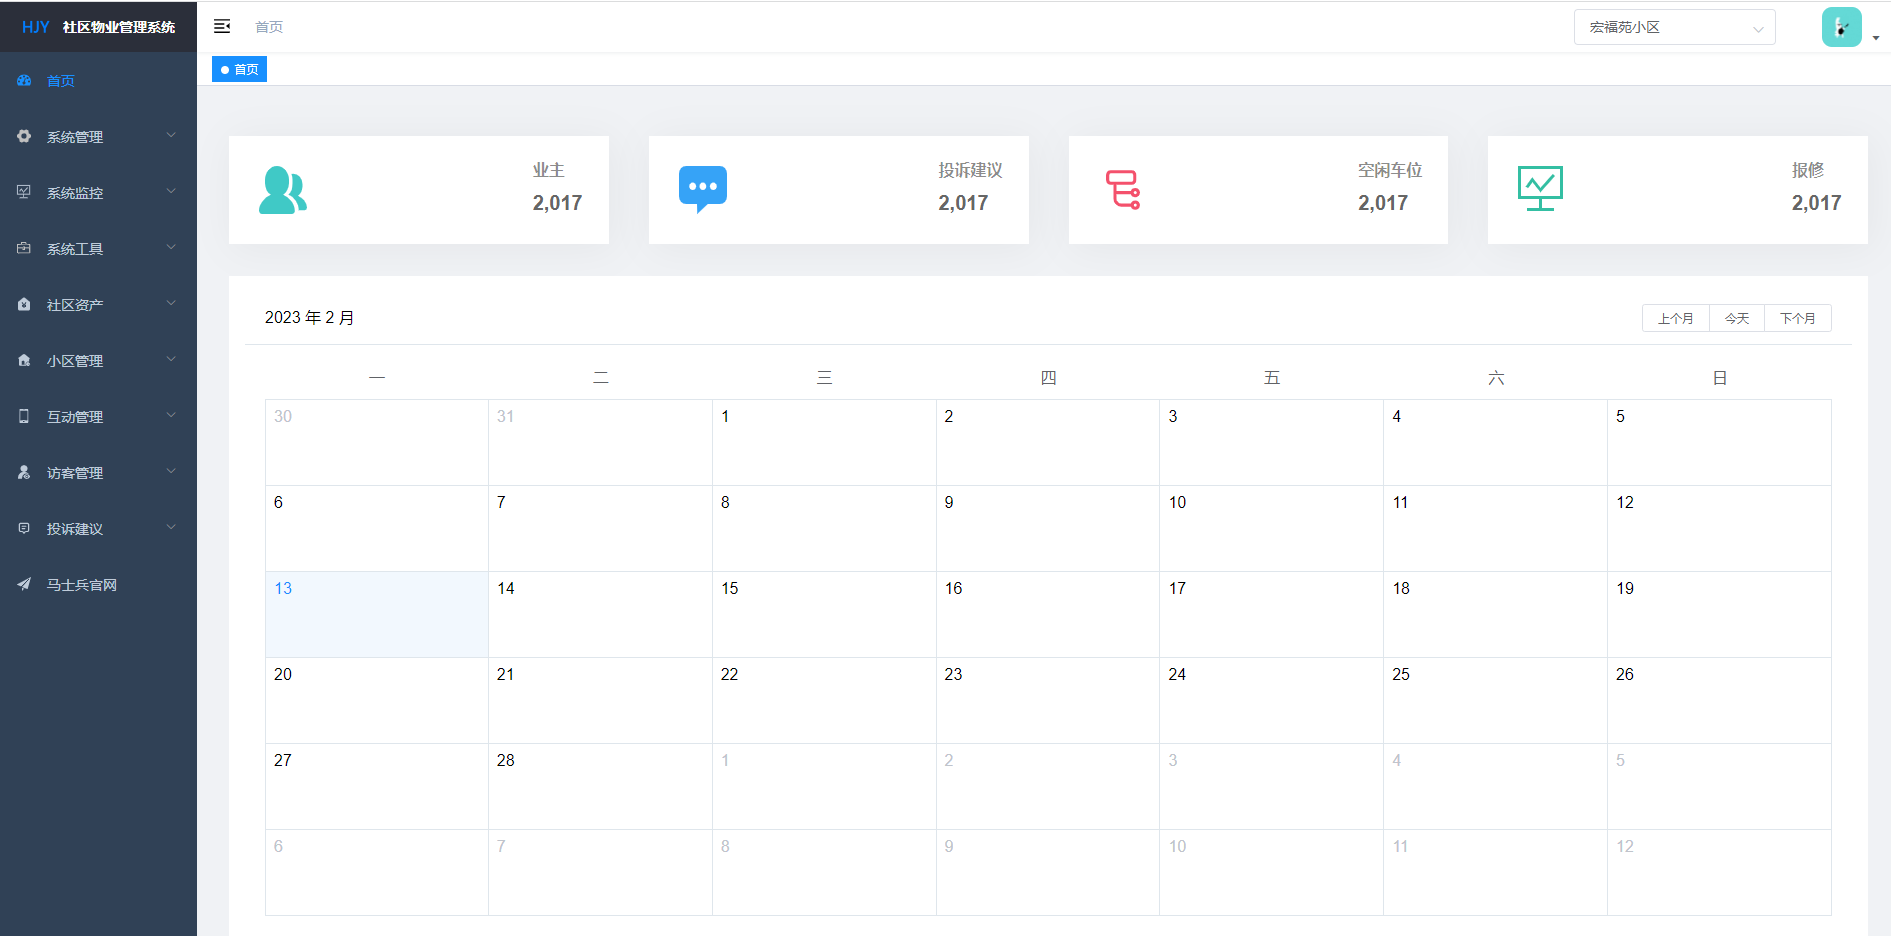 HJY 社区物业管理系统
首页
系统管理
系统监控
系统工具
社区资产
小区管理
互动管理
访客管理
投诉建议
马士兵官网
首页
宏福苑小区
首页
业主
2,017
投诉建议
2,017
空闲车位
2,017
报修
2,017
2023 年 2 月
上个月 今天 下个月
一 二 三 四 五 六 日
30 31 1 2 3 4 5
6 7 8 9 10 11 12
13 14 15 16 17 18 19
20 21 22 23 24 25 26
27 28 1 2 3 4 5
6 7 8 9 10 11 12